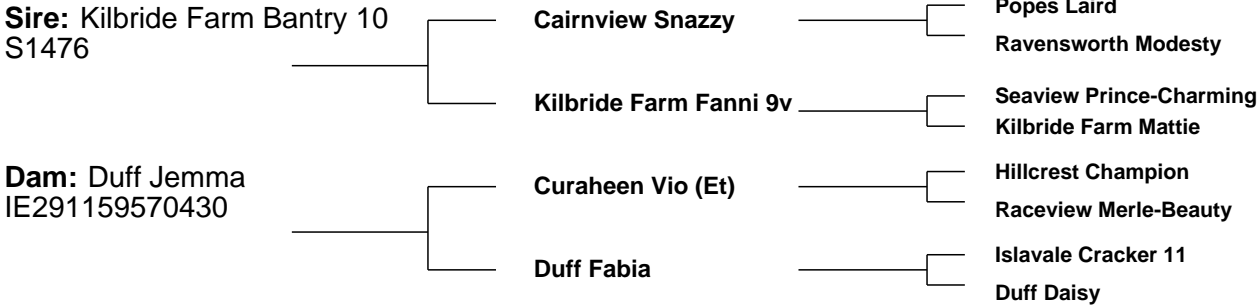 Sire: Kilbride Farm Bantry 10
S1476
Cairnview Snazzy
Popes Laird
Ravensworth Modesty
Kilbride Farm Fanni 9v
Seaview Prince-Charming
Kilbride Farm Mattie
Dam: Duff Jemma
IE291159570430
Curaheen Vio (Et)
Hillcrest Champion
Raceview Merle-Beauty
Duff Fabia
Islavale Cracker 11
Duff Daisy